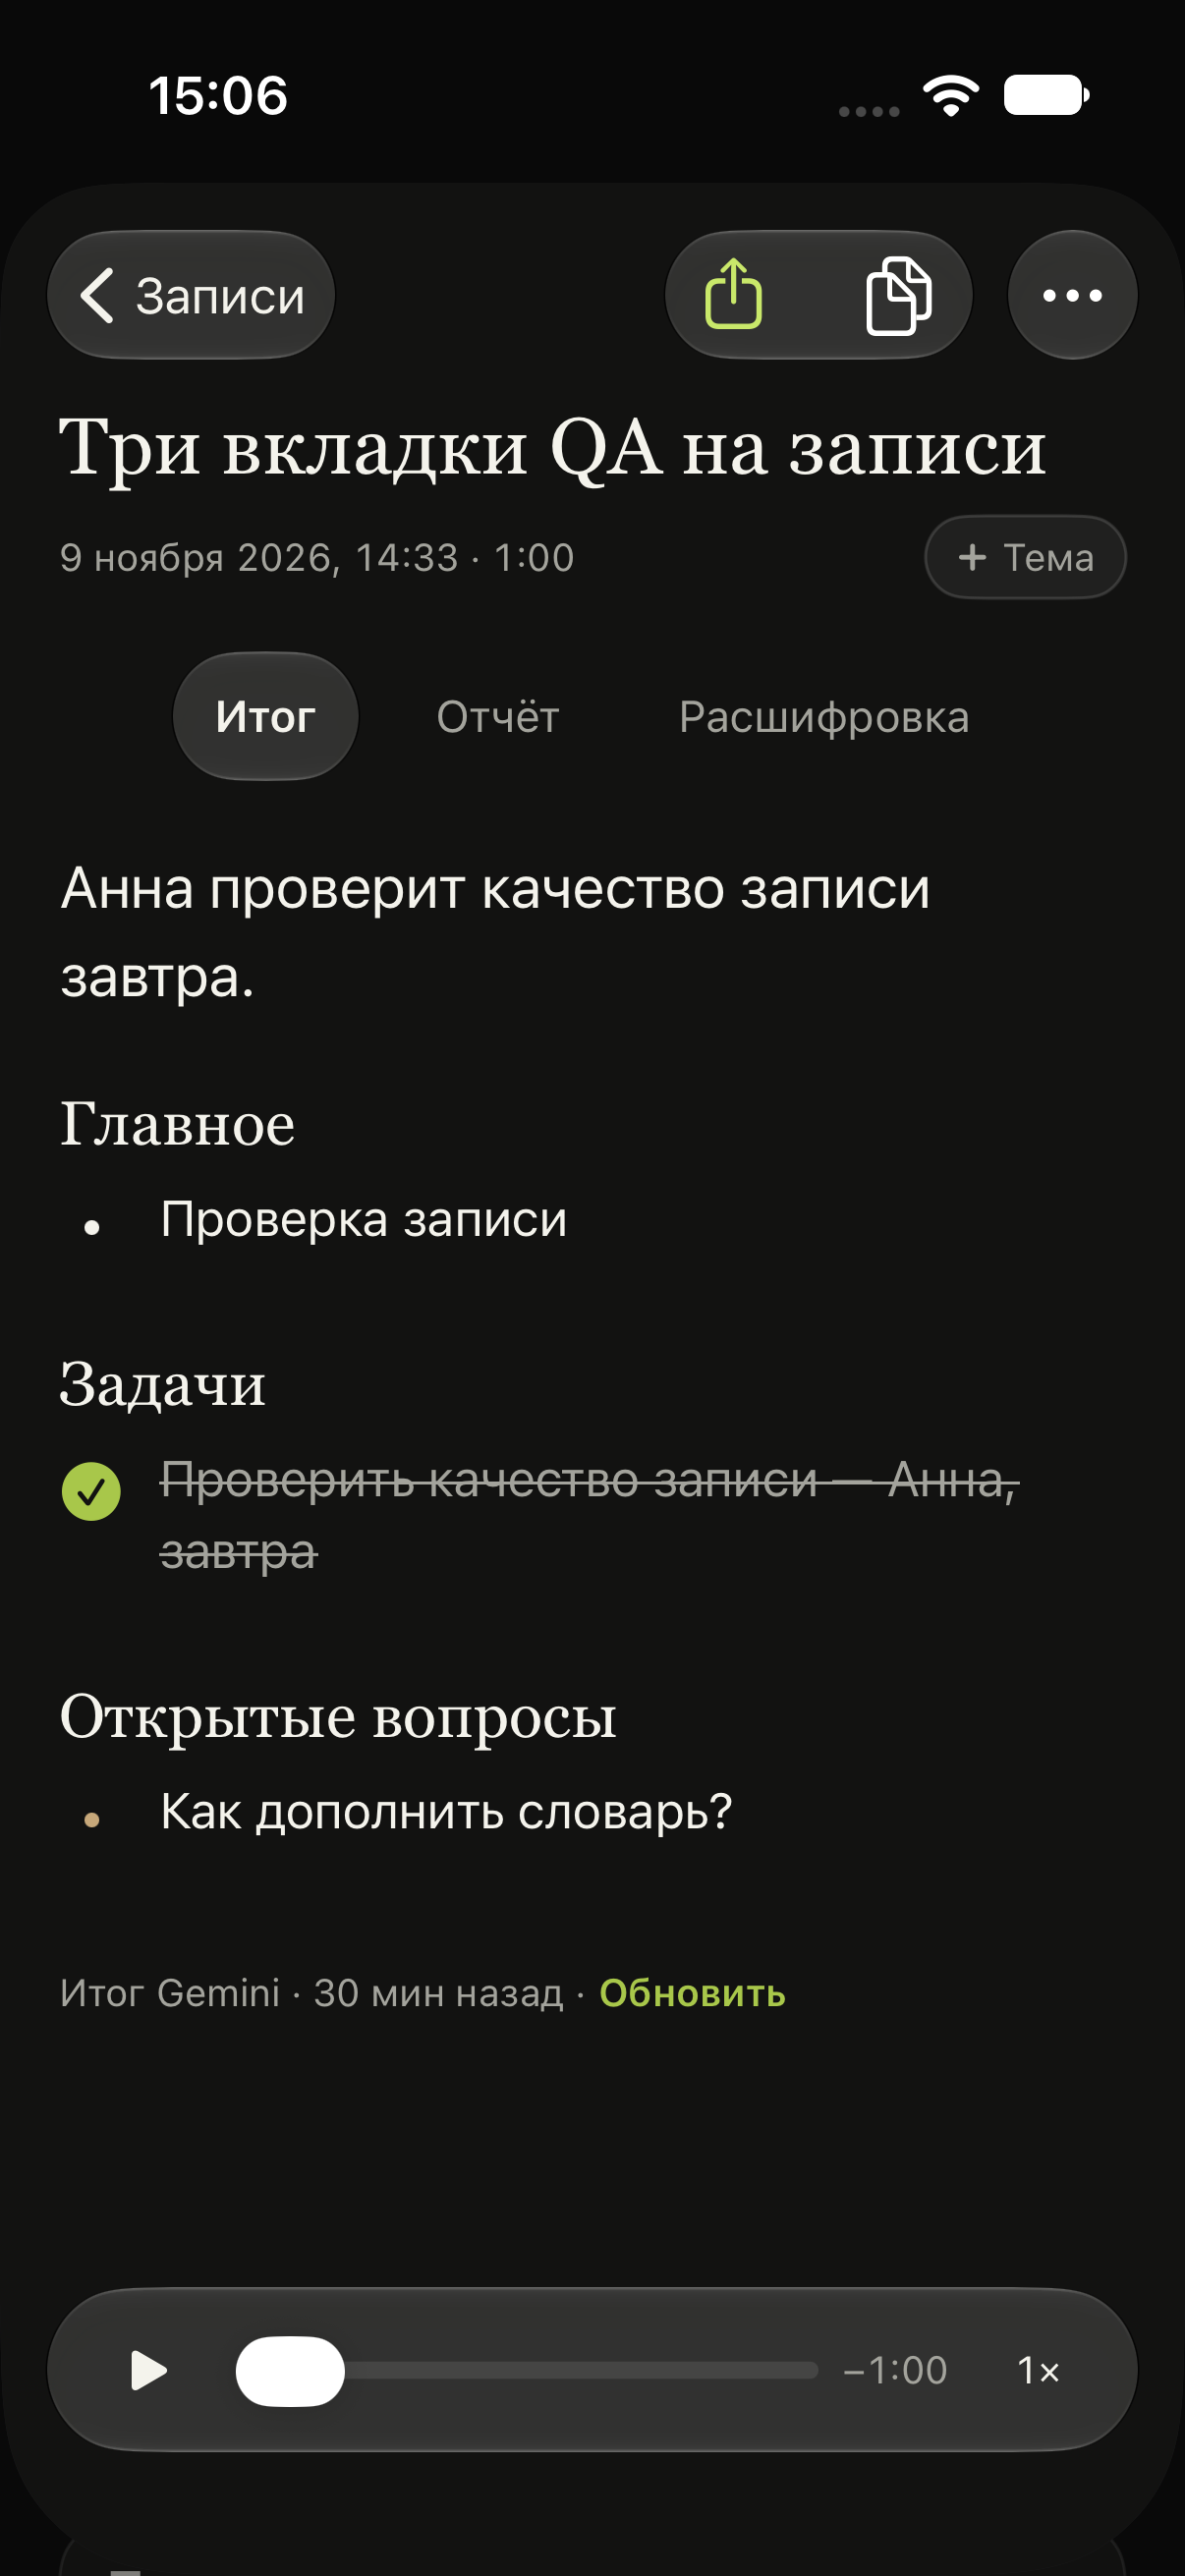 15:06
Записи
Три вкладки QA на записи
9 ноября 2026, 14:33 · 1:00
+ Тема
Итог
Отчёт
Расшифровка
Анна проверит качество записи
завтра.
Главное
• Проверка записи
Задачи
Проверить качество записи — Анна,
завтра
Открытые вопросы
• Как дополнить словарь?
Итог Gemini · 30 мин назад · Обновить
–1:00
1×